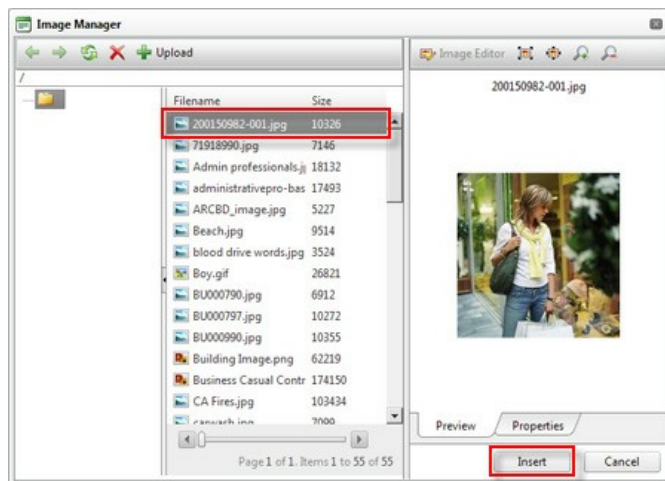 Image Manager
Upload
Image Editor
/
200150982-001.jpg
Filename Size
200150982-001.jpg 10326
71918990.jpg 7146
Admin professionals.j 18132
administrativepro-bas 17493
ARCBD_image.jpg 5227
Beach.jpg 9514
blood drive words.jpg 3524
Boy.gif 26821
BU000790.jpg 6912
BU000797.jpg 10272
BU000990.jpg 10355
Building Image.png 62219
Business Casual Contr 174150
CA Fires.jpg 103434
carwash.jpg 7099
Page 1 of 1. Items 1 to 55 of 55
Preview Properties
Insert Cancel